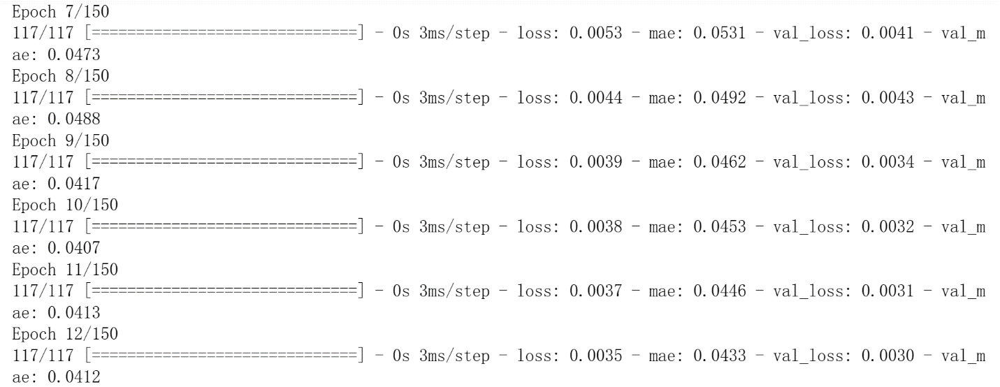 Epoch 7/150
117/117 [==============================] - 0s 3ms/step - loss: 0.0053 - mae: 0.0531 - val_loss: 0.0041 - val_m
ae: 0.0473
Epoch 8/150
117/117 [==============================] - 0s 3ms/step - loss: 0.0044 - mae: 0.0492 - val_loss: 0.0043 - val_m
ae: 0.0488
Epoch 9/150
117/117 [==============================] - 0s 3ms/step - loss: 0.0039 - mae: 0.0462 - val_loss: 0.0034 - val_m
ae: 0.0417
Epoch 10/150
117/117 [==============================] - 0s 3ms/step - loss: 0.0038 - mae: 0.0453 - val_loss: 0.0032 - val_m
ae: 0.0407
Epoch 11/150
117/117 [==============================] - 0s 3ms/step - loss: 0.0037 - mae: 0.0446 - val_loss: 0.0031 - val_m
ae: 0.0413
Epoch 12/150
117/117 [==============================] - 0s 3ms/step - loss: 0.0035 - mae: 0.0433 - val_loss: 0.0030 - val_m
ae: 0.0412